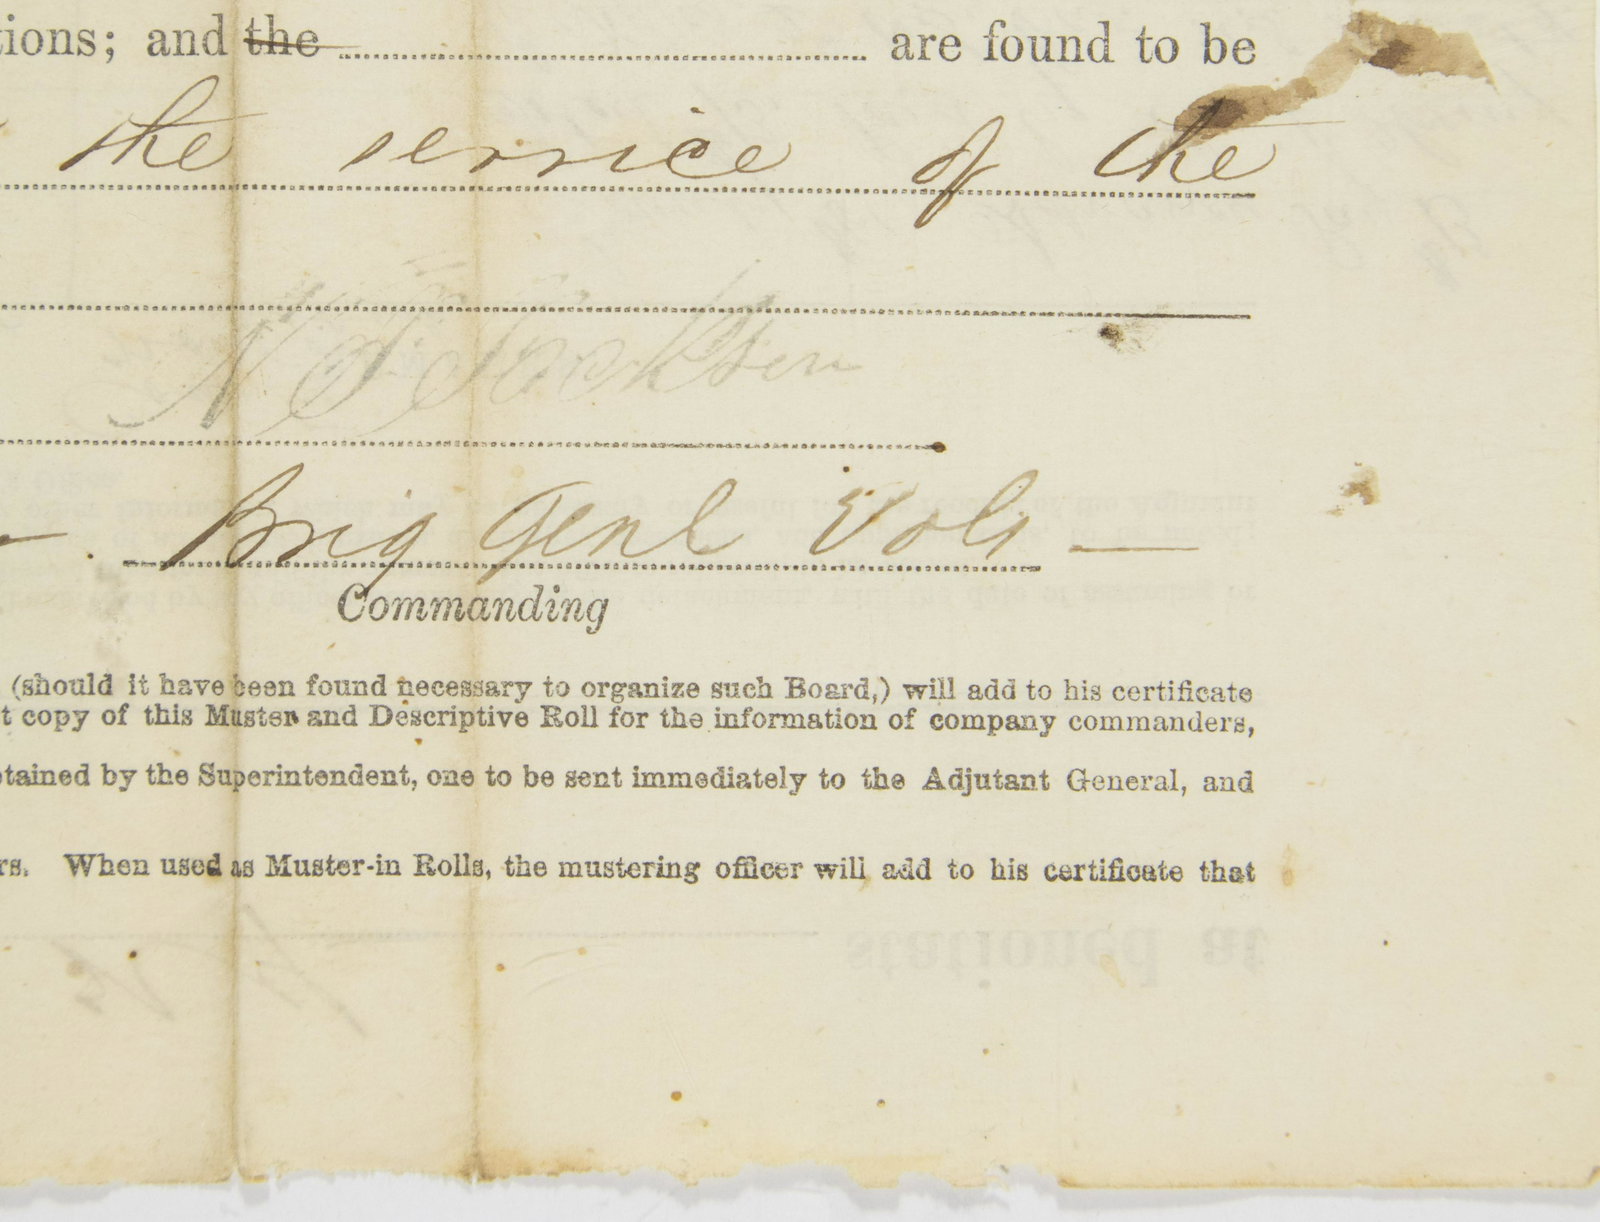 tions; and the are found to be
the service of the
N J Jackson
Brig Genl Vols —
Commanding
(should it have been found necessary to organize such Board,) will add to his certificate
t copy of this Muster and Descriptive Roll for the information of company commanders,
tained by the Superintendent, one to be sent immediately to the Adjutant General, and
rs. When used as Muster-in Rolls, the mustering officer will add to his certificate that
stationed at